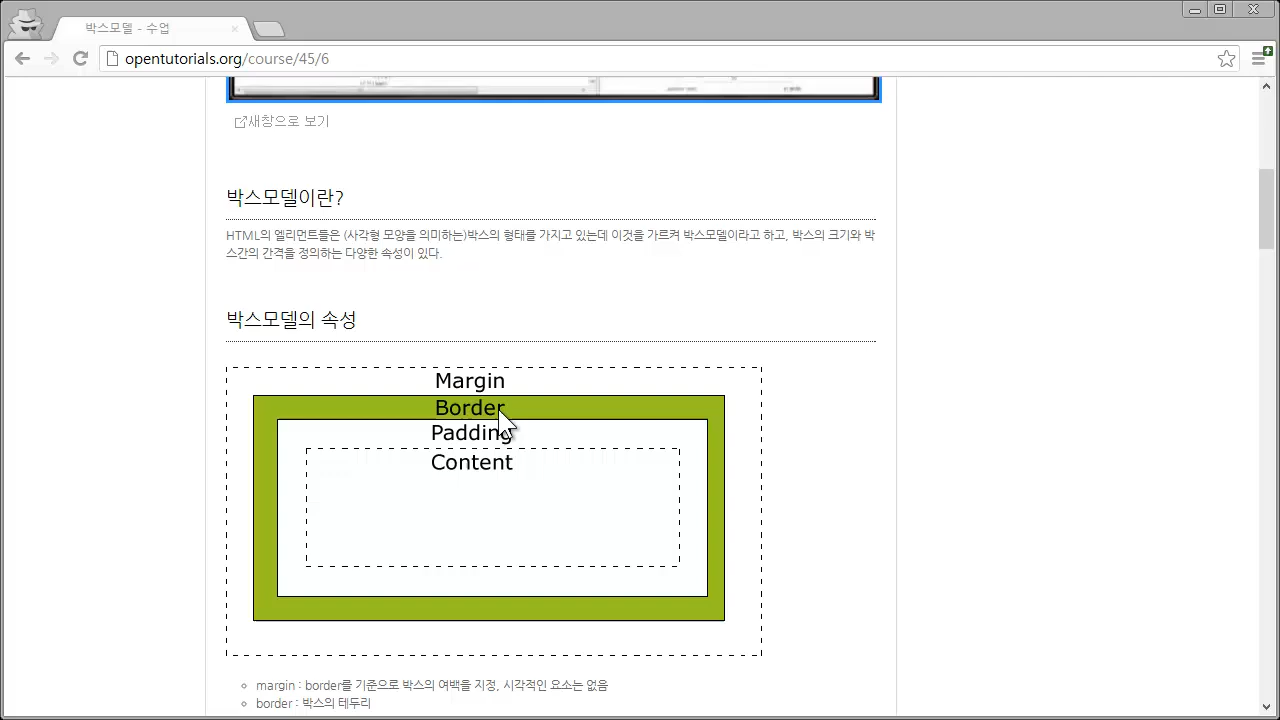 박스모델 - 수업
opentutorials.org/course/45/6
새창으로 보기
박스모델이란?
HTML의 엘리먼트들은 (사각형 모양을 의미하는)박스의 형태를 가지고 있는데 이것을 가르켜 박스모델이라고 하고, 박스의 크기와 박
스간의 간격을 정의하는 다양한 속성이 있다.
박스모델의 속성
Margin
Border
Padding
Content
margin : border를 기준으로 박스의 여백을 지정, 시각적인 요소는 없음
border : 박스의 테두리